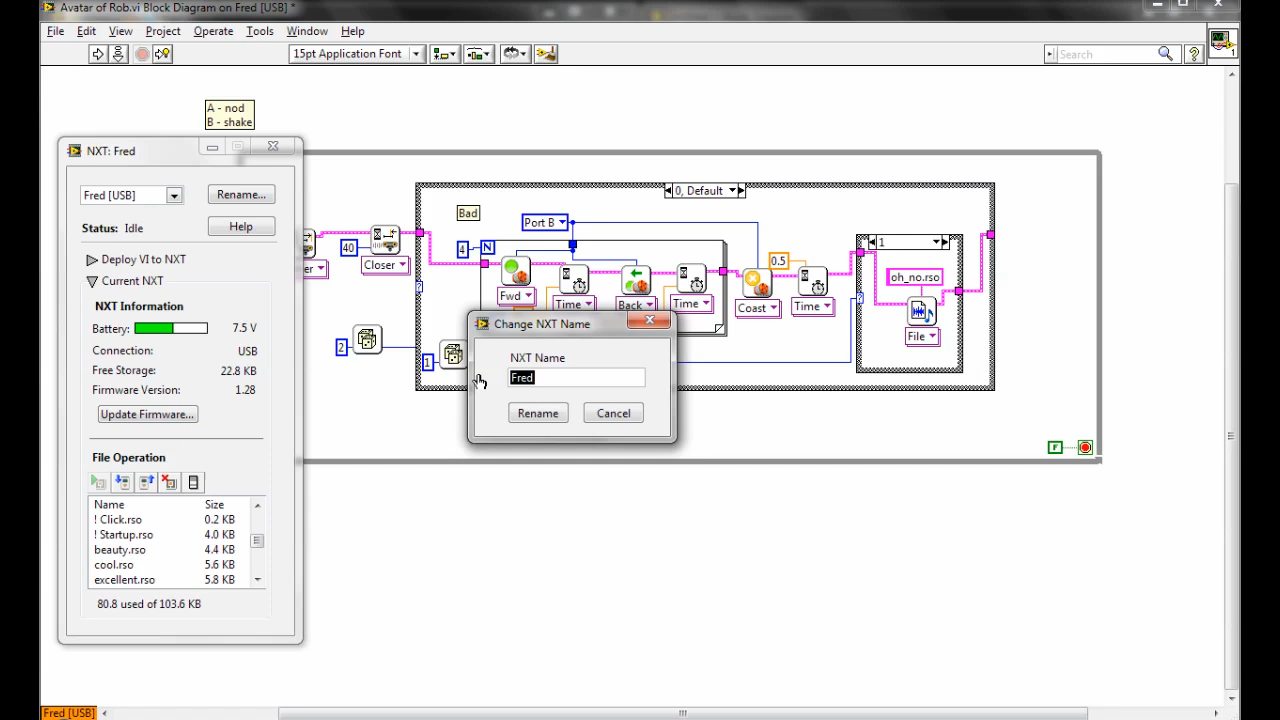 Avatar of Rob.vi Block Diagram on Fred [USB] *
File Edit View Project Operate Tools Window Help
15pt Application Font
Search
1
A - nod
B - shake
NXT: Fred
Fred [USB]
Rename...
Status: Idle
Help
Deploy VI to NXT
Current NXT
NXT Information
Battery: 7.5 V
Connection: USB
Free Storage: 22.8 KB
Firmware Version: 1.28
Update Firmware...
File Operation
Name Size
! Click.rso 0.2 KB
! Startup.rso 4.0 KB
beauty.rso 4.4 KB
cool.rso 5.6 KB
excellent.rso 5.8 KB
80.8 used of 103.6 KB
0, Default
Bad
Port B
40
er
Closer
4
N
Fwd
Time
Back
Time
0.5
Coast
Time
1
oh_no.rso
File
2
1
?
?
F
Change NXT Name
NXT Name
Fred
Rename
Cancel
Fred [USB]